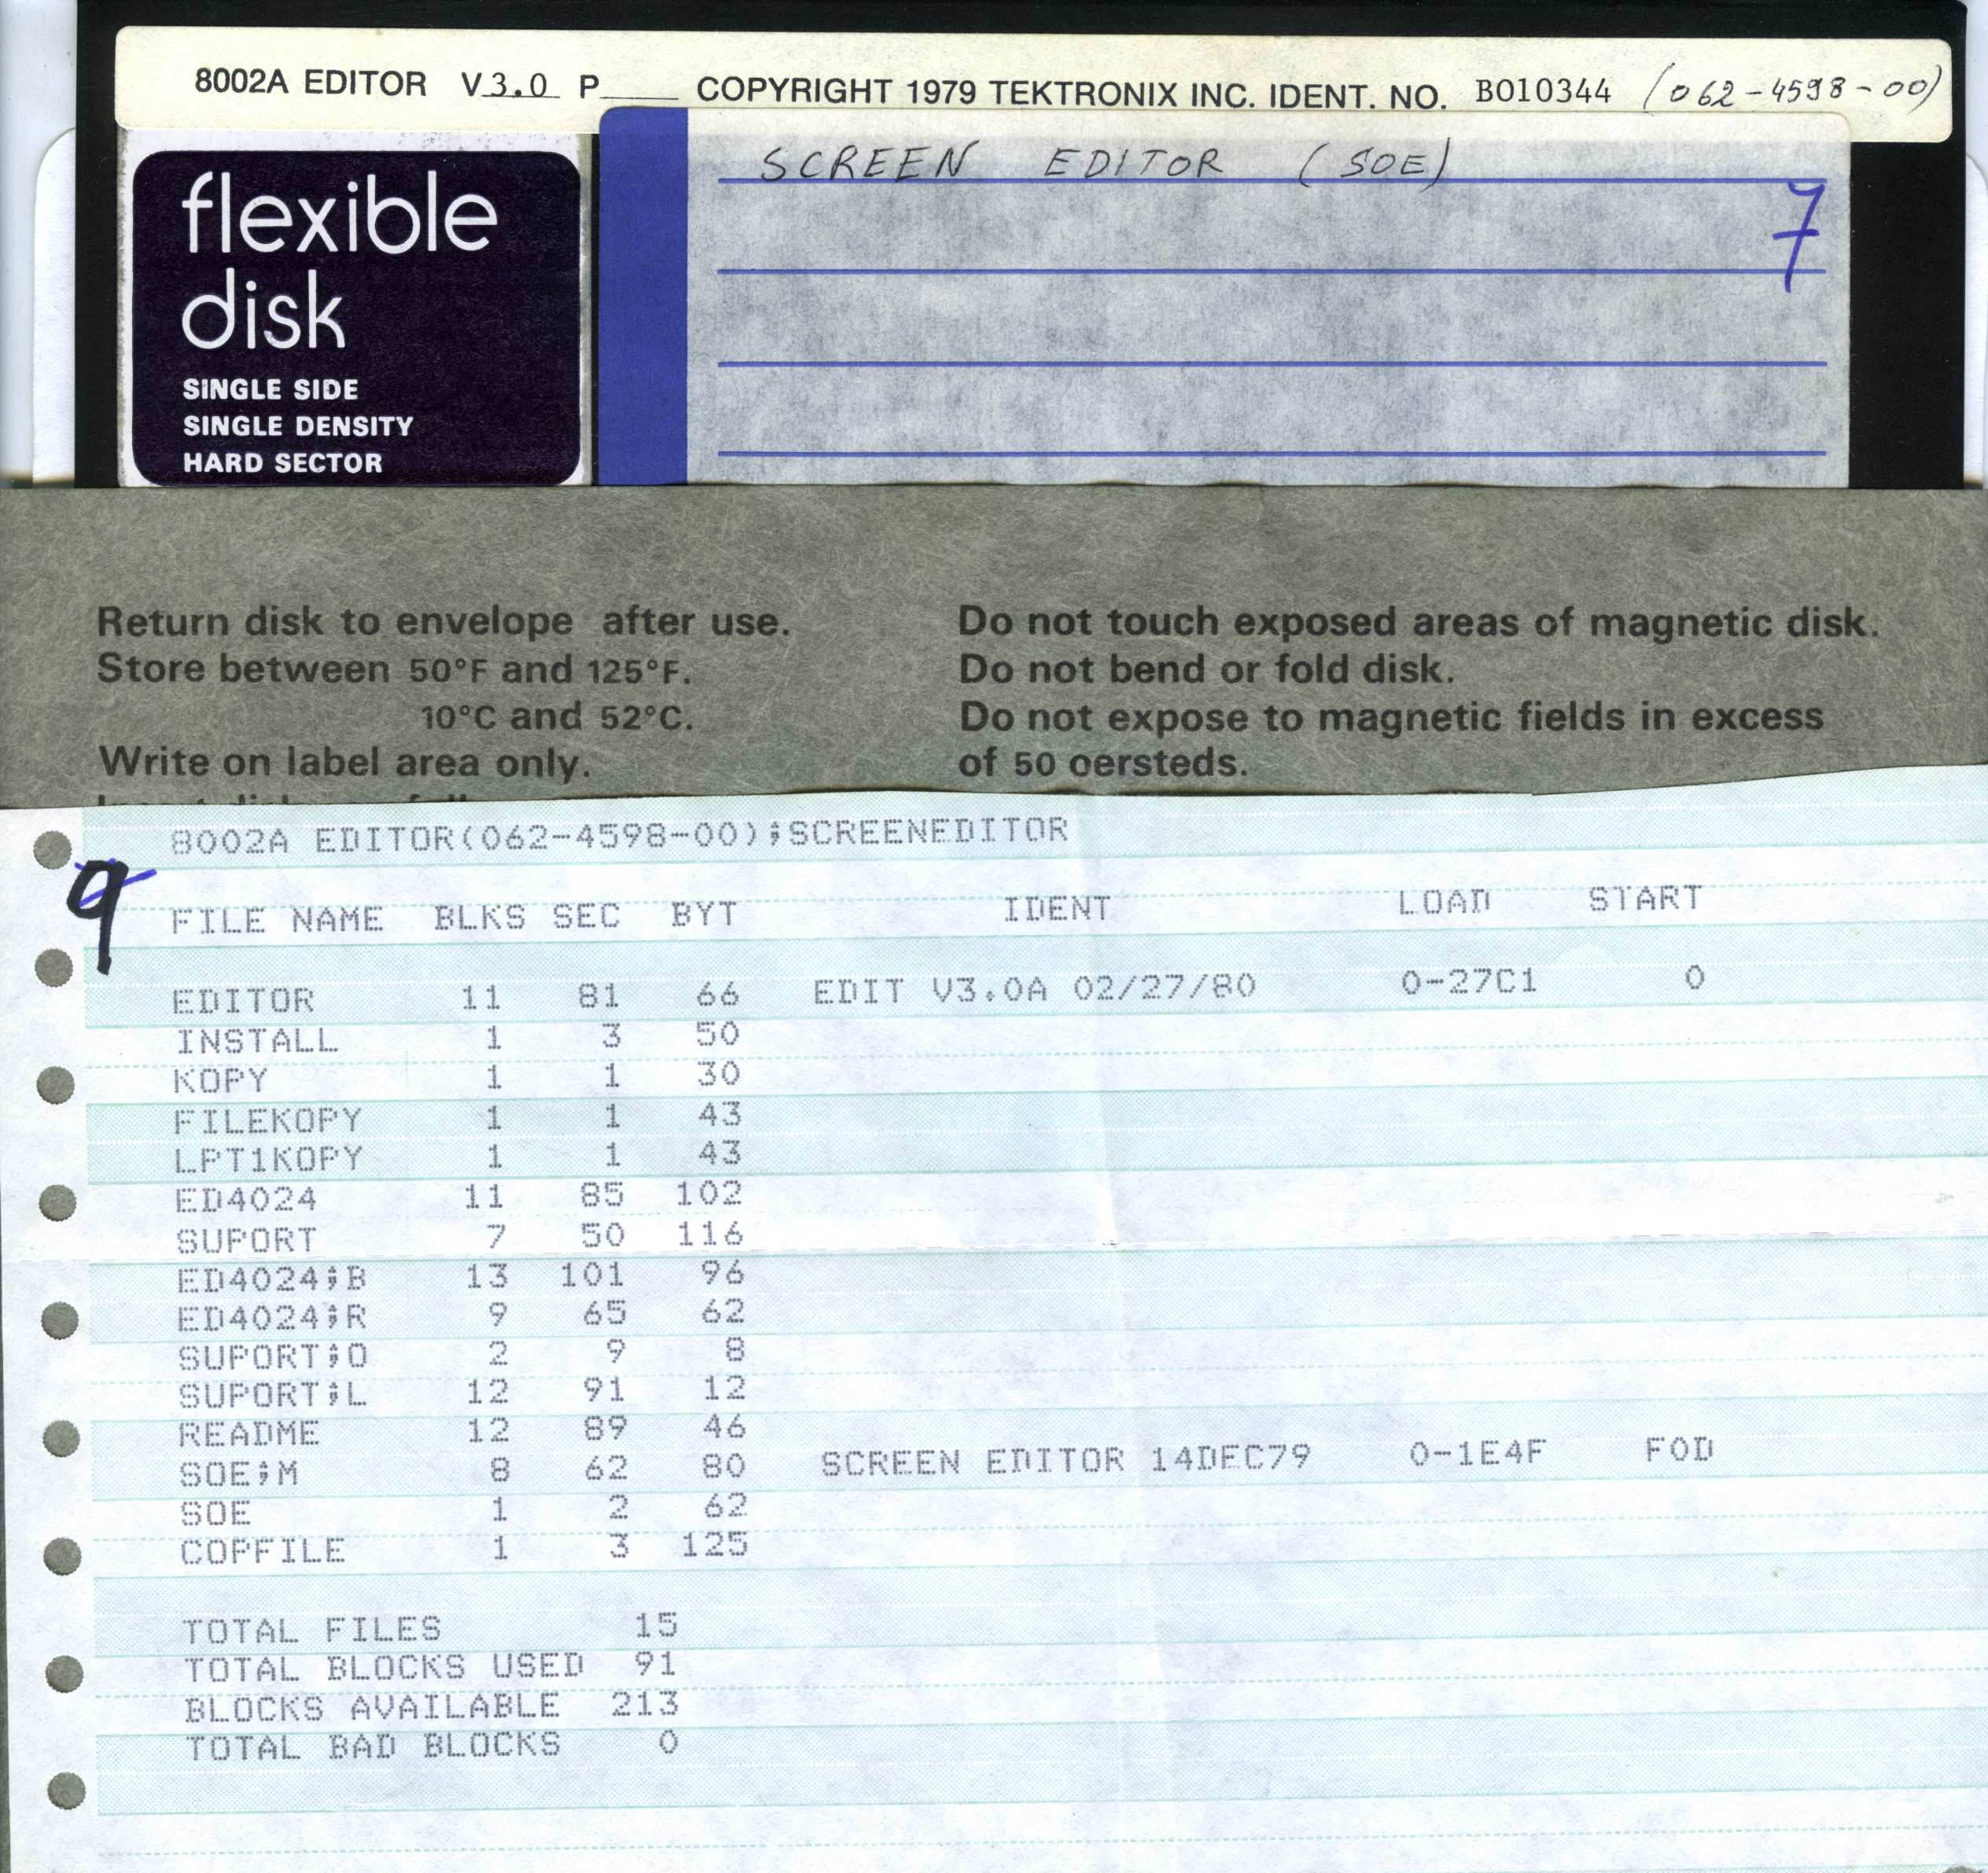 8002A EDITOR V3.0 P____ COPYRIGHT 1979 TEKTRONIX INC. IDENT. NO. B010344 (062-4598-00)
SCREEN EDITOR (SOE)
7
flexible
disk
SINGLE SIDE
SINGLE DENSITY
HARD SECTOR
Return disk to envelope after use.
Store between 50°F and 125°F.
10°C and 52°C.
Write on label area only.
Do not touch exposed areas of magnetic disk.
Do not bend or fold disk.
Do not expose to magnetic fields in excess
of 50 oersteds.
8002A EDITOR(062-4598-00);SCREENEDITOR
9
FILE NAME BLKS SEC BYT IDENT LOAD START
EDITOR 11 81 66 EDIT V3.0A 02/27/80 0-27C1 0
INSTALL 1 3 50
KOPY 1 1 30
FILEKOPY 1 1 43
LPT1KOPY 1 1 43
ED4024 11 85 102
SUPORT 7 50 116
ED4024;B 13 101 96
ED4024;R 9 65 62
SUPORT;O 2 9 8
SUPORT;L 12 91 12
README 12 89 46
SOE;M 8 62 80 SCREEN EDITOR 14DEC79 0-1E4F F0D
SOE 1 2 62
COPFILE 1 3 125
TOTAL FILES 15
TOTAL BLOCKS USED 91
BLOCKS AVAILABLE 213
TOTAL BAD BLOCKS 0